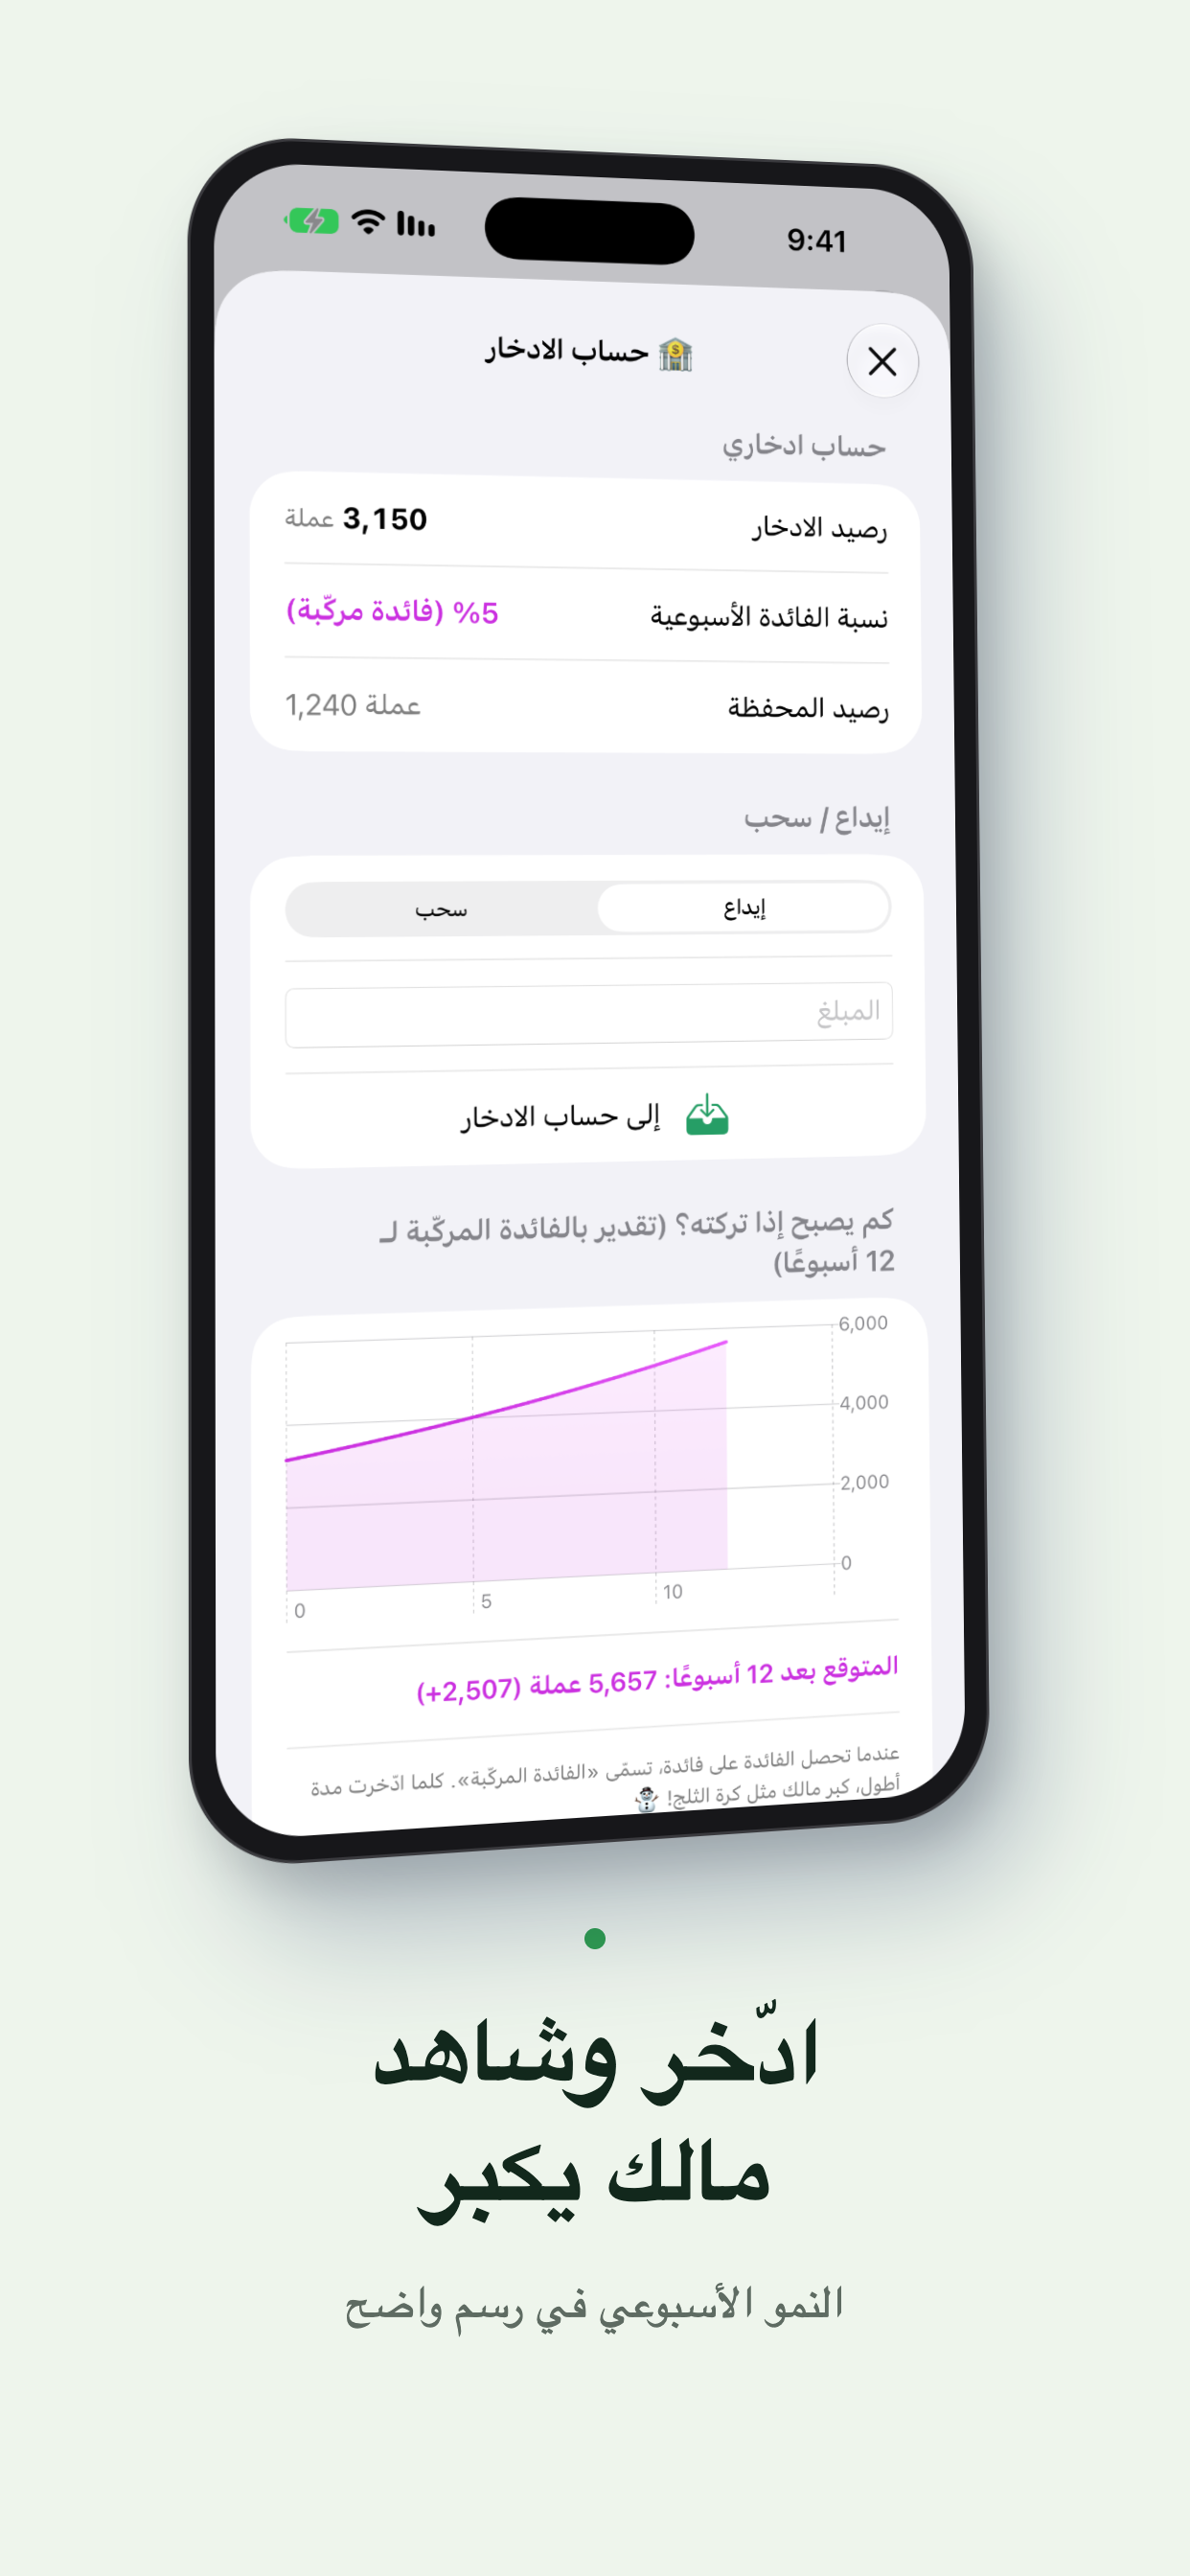 9:41
حساب الادخار
حساب ادخاري
رصيد الادخار 3,150 عملة
نسبة الفائدة الأسبوعية 5% (فائدة مركّبة)
رصيد المحفظة 1,240 عملة
إيداع / سحب
إيداع سحب
المبلغ
إلى حساب الادخار
كم يصبح إذا تركته؟ (تقدير بالفائدة المركّبة لـ
12 أسبوعًا)
6,000
4,000
2,000
0
0 5 10
المتوقع بعد 12 أسبوعًا: 5,657 عملة (+2,507)
عندما تحصل الفائدة على فائدة، تسمّى «الفائدة المركّبة». كلما ادّخرت مدة
أطول، كبر مالك مثل كرة الثلج!
ادّخر وشاهد
مالك يكبر
النمو الأسبوعي في رسم واضح